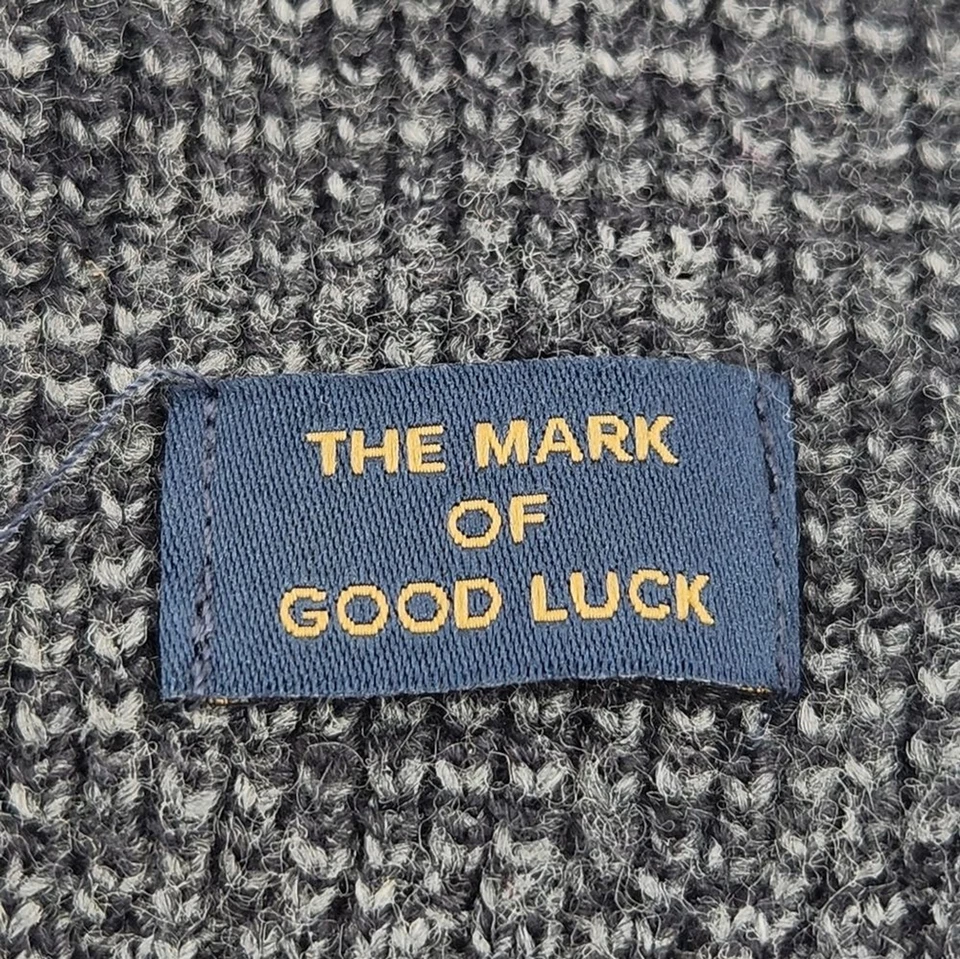 THE MARK
OF
GOOD LUCK